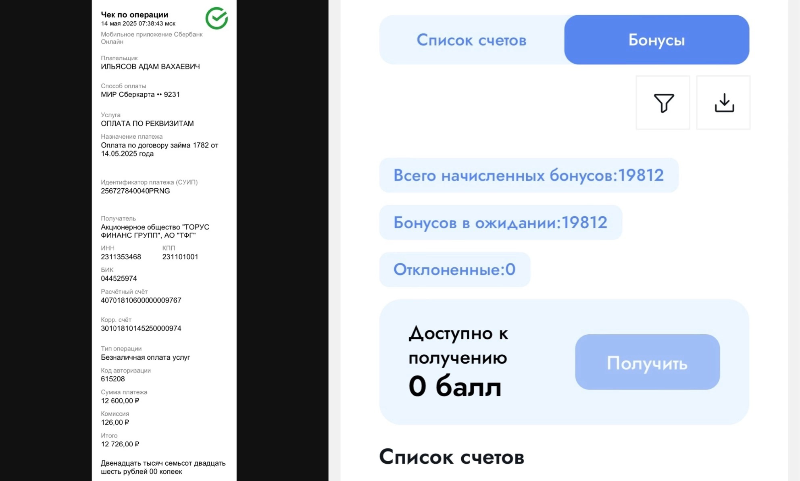 Чек по операции
14 мая 2025 07:38:43 мск
Мобильное приложение Сбербанк
Онлайн
Плательщик
ИЛЬЯСОВ АДАМ ВАХАЕВИЧ
Способ оплаты
МИР Сберкарта •• 9231
Услуга
ОПЛАТА ПО РЕКВИЗИТАМ
Назначение платежа
Оплата по договору займа 1782 от
14.05.2025 года
Идентификатор платежа (СУИП)
256727840040PRNG
Получатель
Акционерное общество "ТОРУС
ФИНАНС ГРУПП", АО "ТФГ"
ИНН КПП
2311353468 231101001
БИК
044525974
Расчётный счёт
40701810600000009767
Корр. счёт
30101810145250000974
Тип операции
Безналичная оплата услуг
Код авторизации
615208
Сумма платежа
12 600,00 ₽
Комиссия
126,00 ₽
Итого
12 726,00 ₽
Двенадцать тысяч семьсот двадцать
шесть рублей 00 копеек
Список счетов Бонусы
Всего начисленных бонусов:19812
Бонусов в ожидании:19812
Отклоненные:0
Доступно к
получению
0 балл
Получить
Список счетов